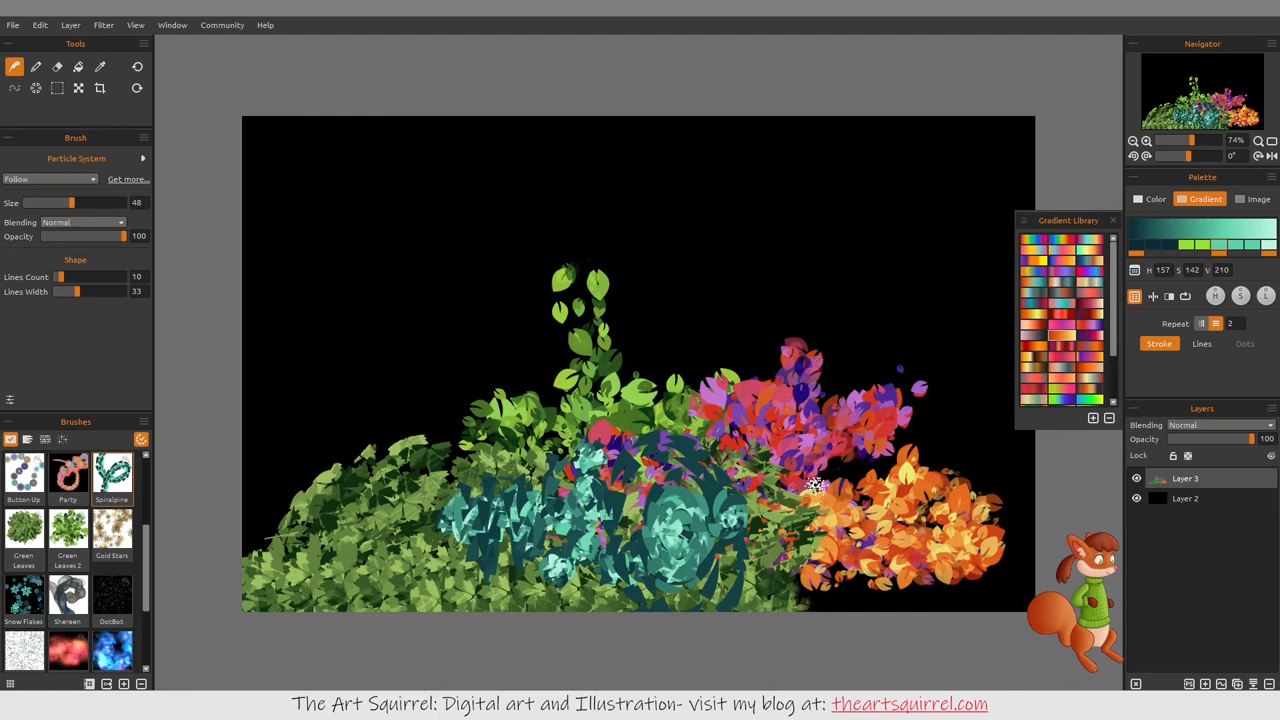 File Edit Layer Filter View Window Community Help
Tools
Navigator
74%
0°
Brush
Particle System
Follow Get more...
Size 48
Blending Normal
Opacity 100
Shape
Lines Count 10
Lines Width 33
Palette
Color Gradient Image
H 157 S 142 V 210
H S L
Repeat 2
Stroke Lines Dots
Gradient Library
Layers
Blending Normal
Opacity 100
Lock
Layer 3
Layer 2
Brushes
Button Up Party Spiralpine
Green Leaves Green Leaves 2 Gold Stars
Snow Flakes Shereen DotBot
PS
The Art Squirrel: Digital art and Illustration- visit my blog at: theartsquirrel.com